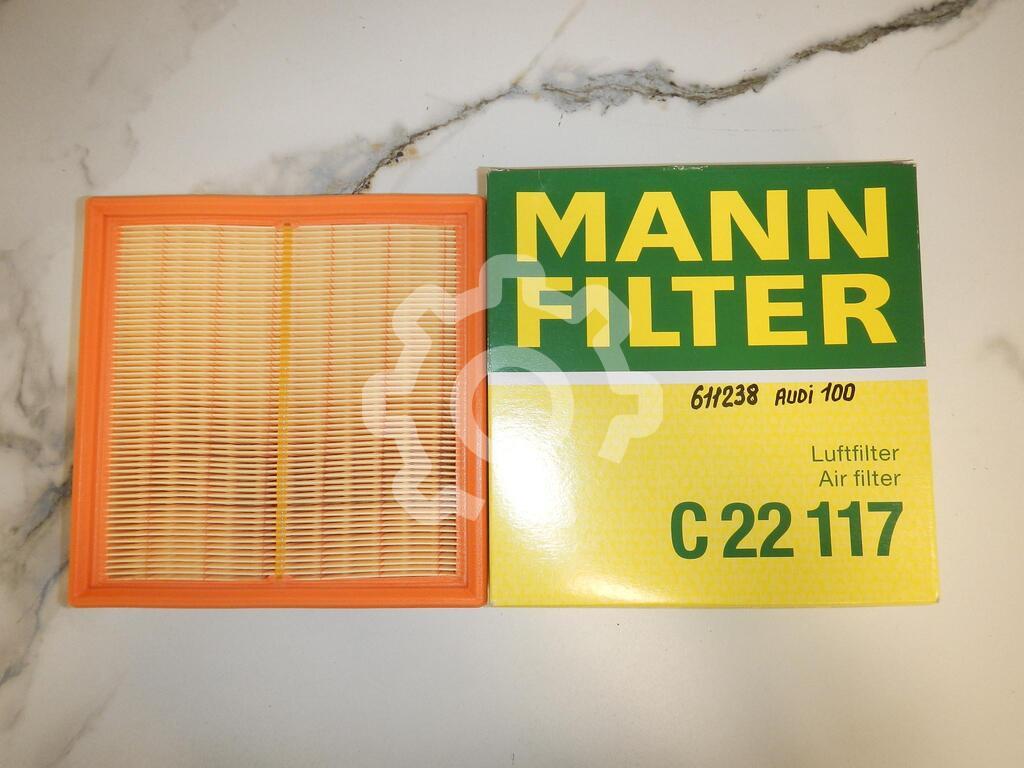 MANN
FILTER
611238 AUDi 100
Luftfilter
Air filter
C 22 117